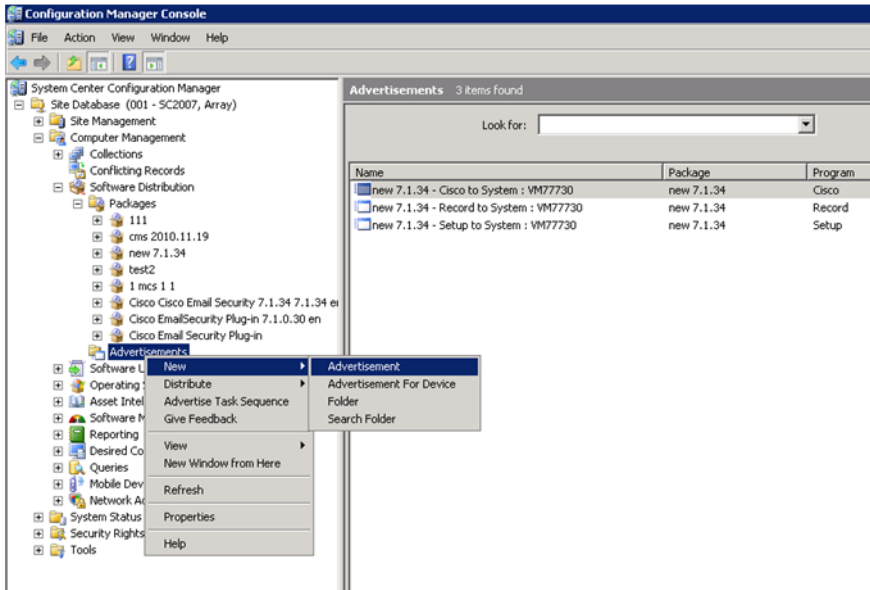 Configuration Manager Console
File Action View Window Help
System Center Configuration Manager
Site Database (001 - SC2007, Array)
Site Management
Computer Management
Collections
Conflicting Records
Software Distribution
Packages
111
cms 2010.11.19
new 7.1.34
test2
1 mcs 1 1
Cisco Cisco Email Security 7.1.34 7.1.34 en
Cisco EmailSecurity Plug-in 7.1.0.30 en
Cisco Email Security Plug-in
Advertisements
Software U
Operating S
Asset Intel
Software M
Reporting
Desired Co
Queries
Mobile Dev
Network Ac
System Status
Security Rights
Tools
New
Distribute
Advertise Task Sequence
Give Feedback
View
New Window from Here
Refresh
Properties
Help
Advertisement
Advertisement For Device
Folder
Search Folder
Advertisements 3 items found
Look for:
Name Package Program
new 7.1.34 - Cisco to System : VM77730 new 7.1.34 Cisco
new 7.1.34 - Record to System : VM77730 new 7.1.34 Record
new 7.1.34 - Setup to System : VM77730 new 7.1.34 Setup